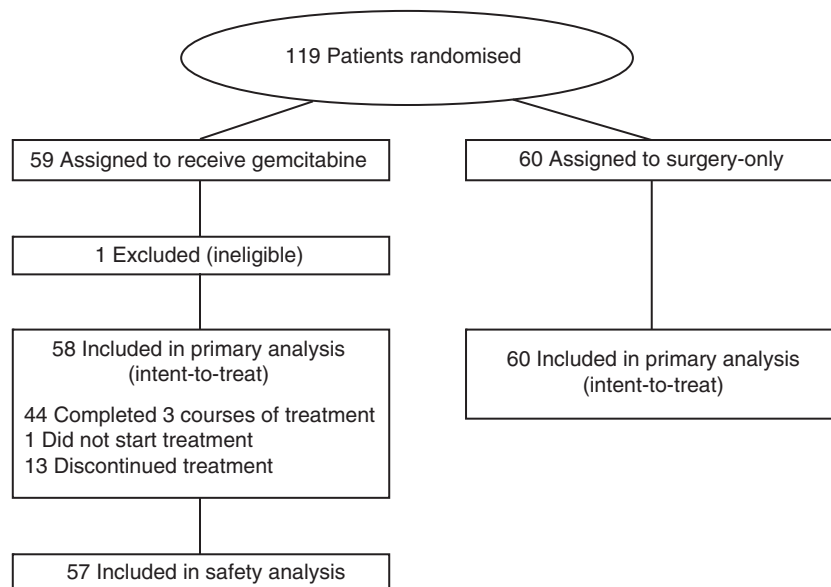 119 Patients randomised
59 Assigned to receive gemcitabine
60 Assigned to surgery-only
1 Excluded (ineligible)
58 Included in primary analysis
(intent-to-treat)
44 Completed 3 courses of treatment
1 Did not start treatment
13 Discontinued treatment
60 Included in primary analysis
(intent-to-treat)
57 Included in safety analysis